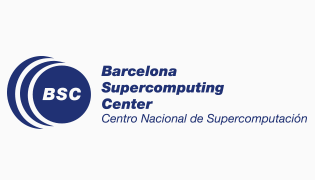 BSC
Barcelona
Supercomputing
Center
Centro Nacional de Supercomputación